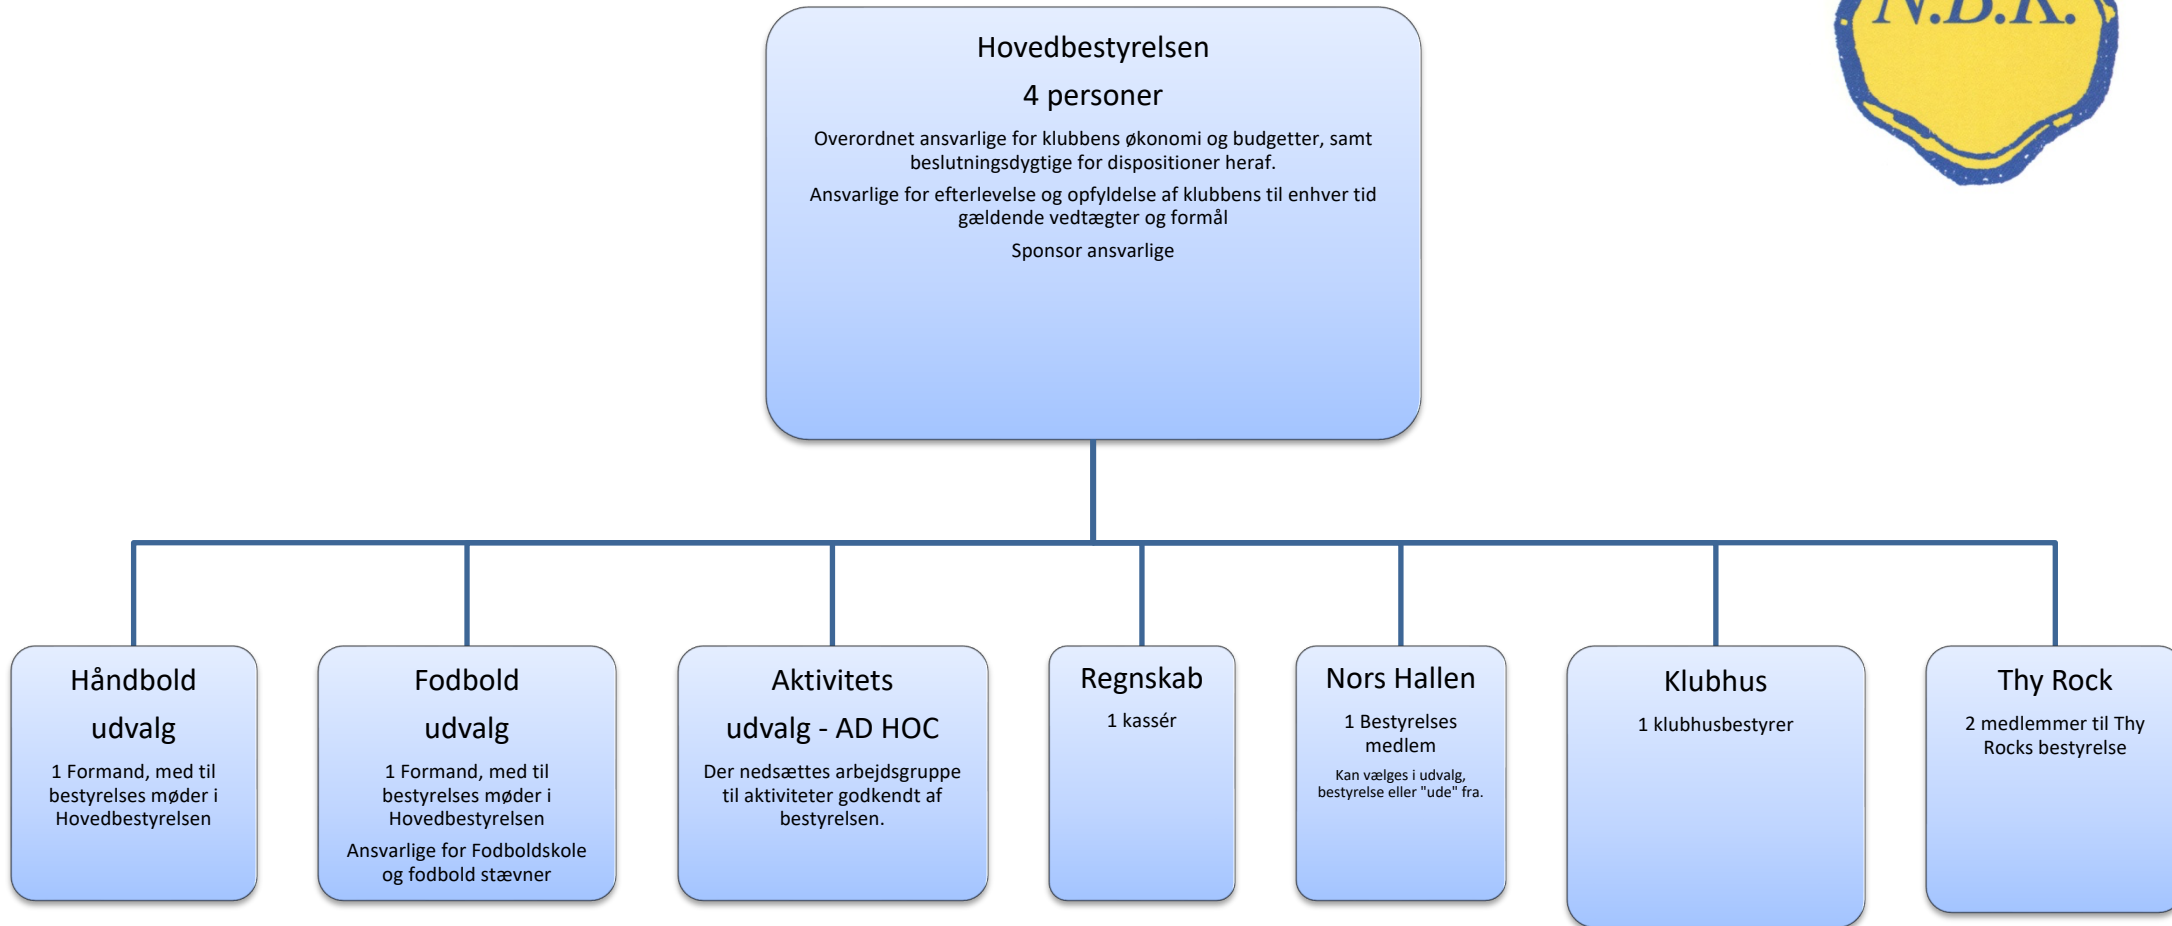 N.B.K.
Hovedbestyrelsen
4 personer
Overordnet ansvarlige for klubbens økonomi og budgetter, samt
beslutningsdygtige for dispositioner heraf.
Ansvarlige for efterlevelse og opfyldelse af klubbens til enhver tid
gældende vedtægter og formål
Sponsor ansvarlige
Håndbold
udvalg
1 Formand, med til
bestyrelses møder i
Hovedbestyrelsen
Fodbold
udvalg
1 Formand, med til
bestyrelses møder i
Hovedbestyrelsen
Ansvarlige for Fodboldskole
og fodbold stævner
Aktivitets
udvalg - AD HOC
Der nedsættes arbejdsgruppe
til aktiviteter godkendt af
bestyrelsen.
Regnskab
1 kassér
Nors Hallen
1 Bestyrelses
medlem
Kan vælges i udvalg,
bestyrelse eller "ude" fra.
Klubhus
1 klubhusbestyrer
Thy Rock
2 medlemmer til Thy
Rocks bestyrelse